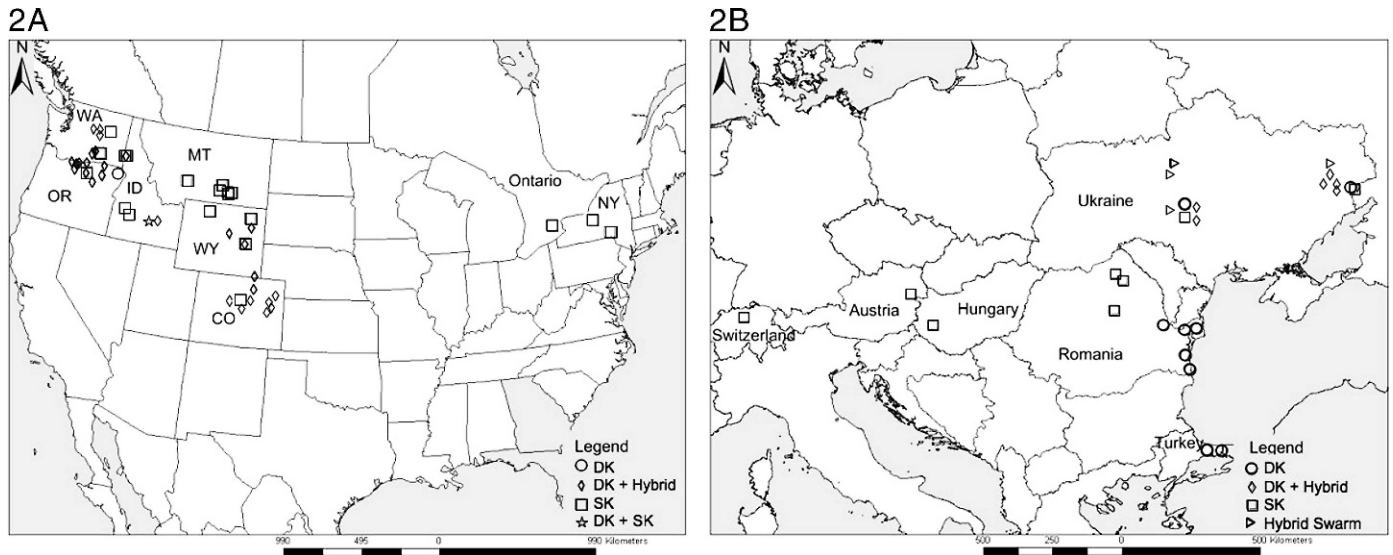 2A
N
WA
MT
OR
ID
WY
CO
Ontario
NY
Legend
DK
DK + Hybrid
SK
DK + SK
990 495 0 990 Kilometers
2B
N
Ukraine
Austria
Hungary
Switzerland
Romania
Turkey
Legend
DK
DK + Hybrid
SK
Hybrid Swarm
500 250 0 500 Kilometers